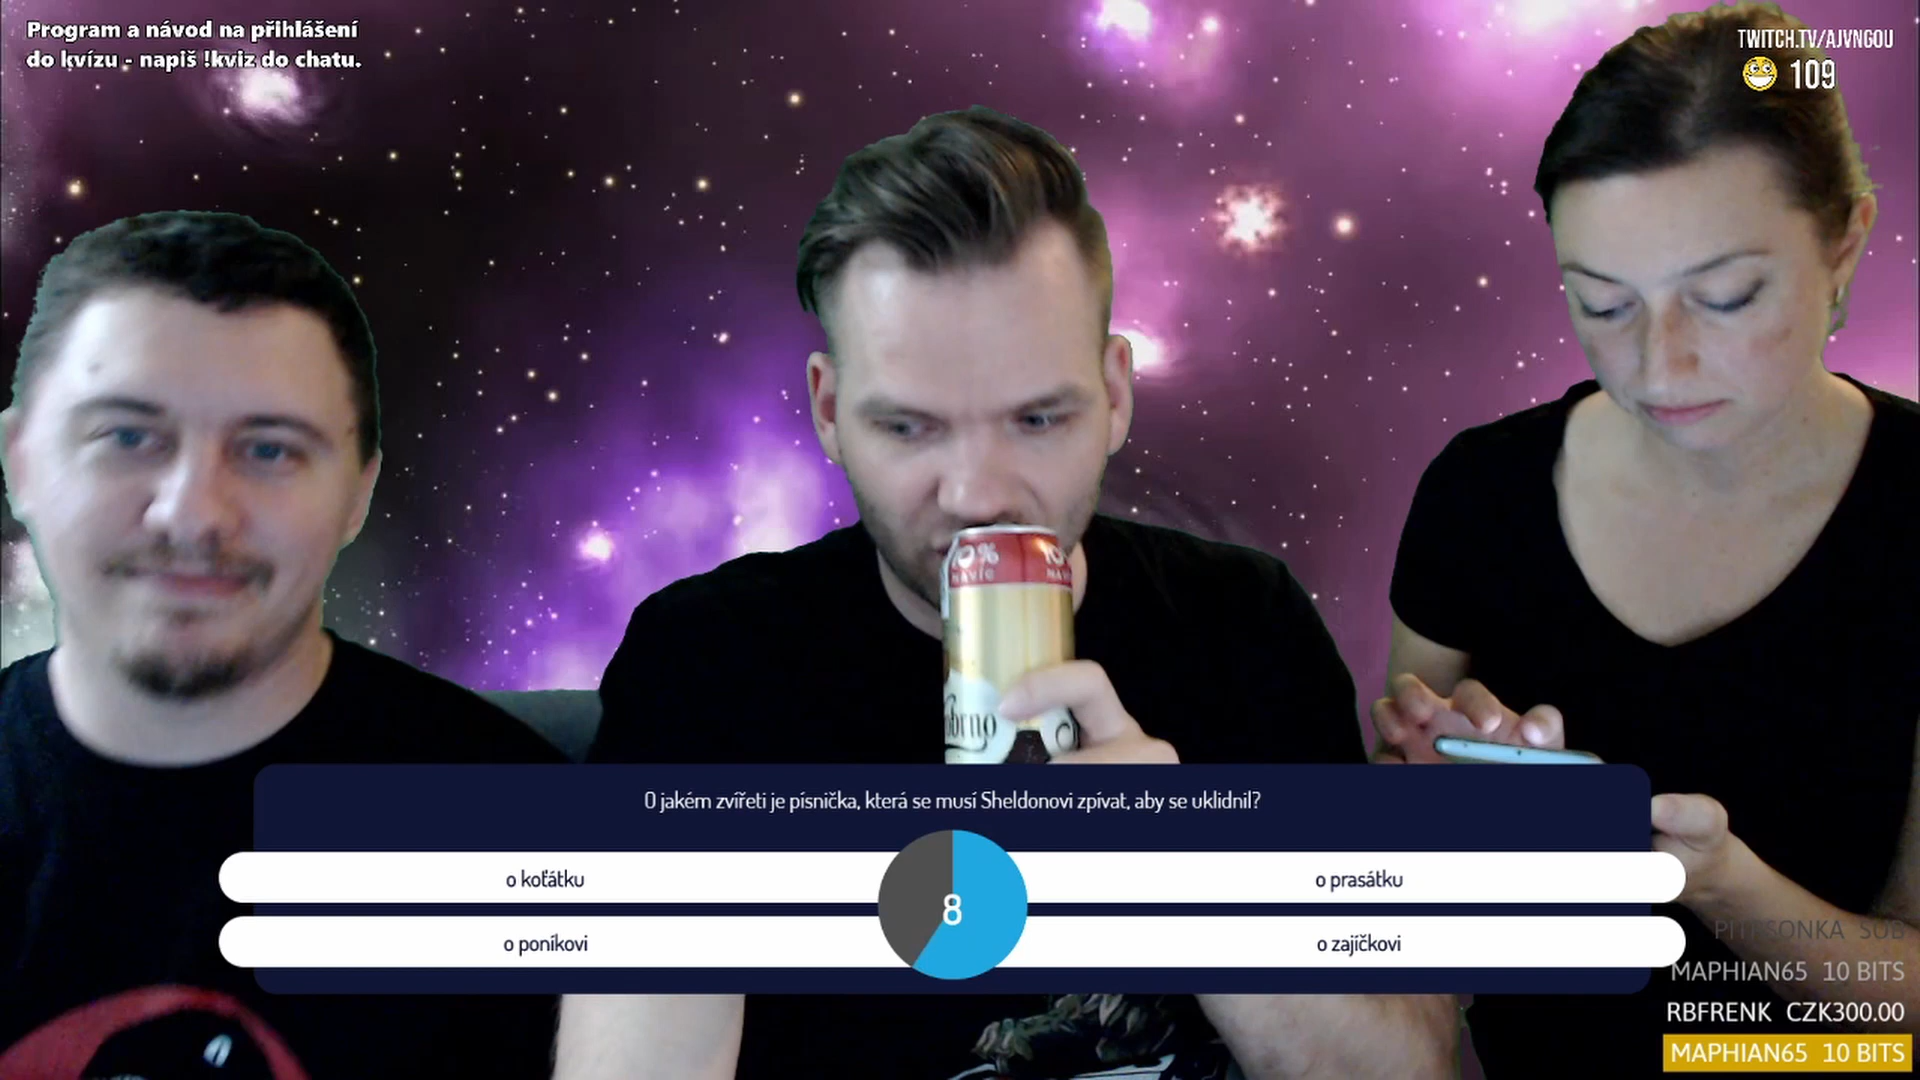 Program a návod na přihlášení
do kvízu - napiš !kviz do chatu.
TWITCH.TV/AJVNGOU
109
10%
NAVÍC
O jakém zvířeti je písnička, která se musí Sheldonovi zpívat, aby se uklidnil?
o koťátku
o prasátku
8
o poníkovi
o zajíčkovi
MAPHIAN65 10 BITS
RBFRENK CZK300.00
MAPHIAN65 10 BITS